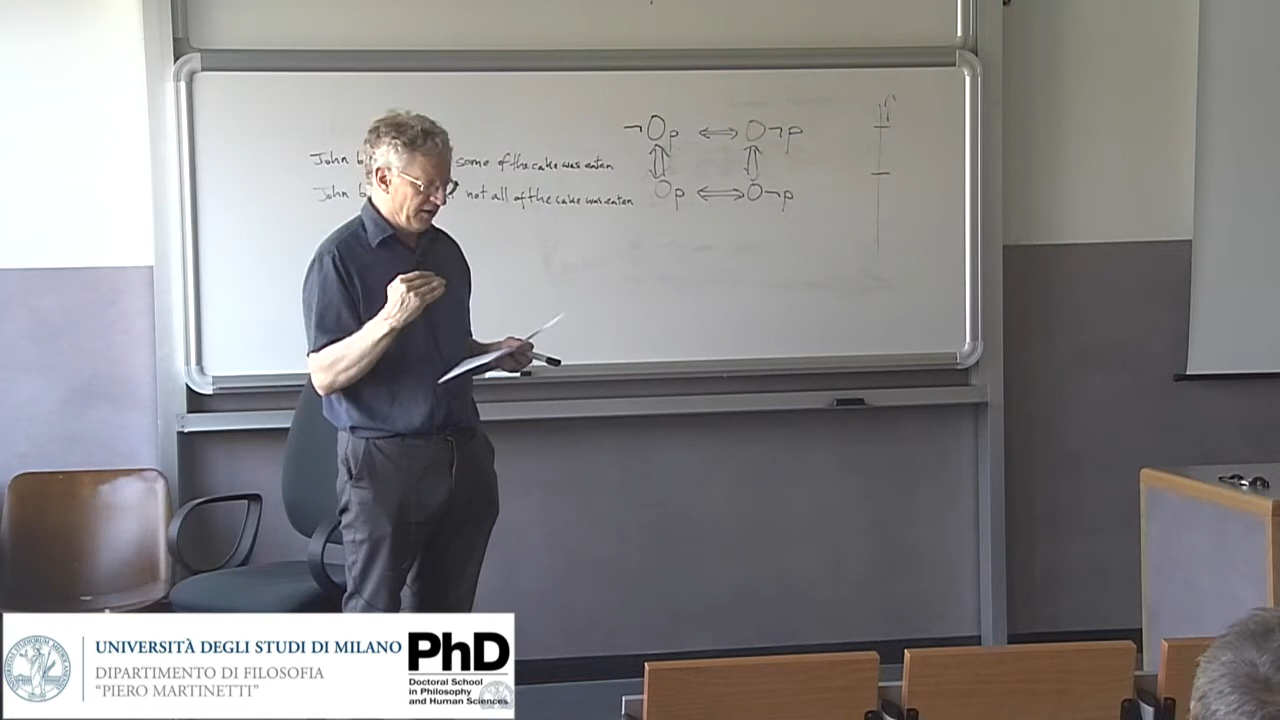 ¬Op ⟺ O¬p
John b some of the cake was eaten
John b not all of the cake was eaten
Op ⟺ O¬p
UNIVERSITÀ DEGLI STUDI DI MILANO
DIPARTIMENTO DI FILOSOFIA
"PIERO MARTINETTI"
PhD
Doctoral School
in Philosophy
and Human Sciences